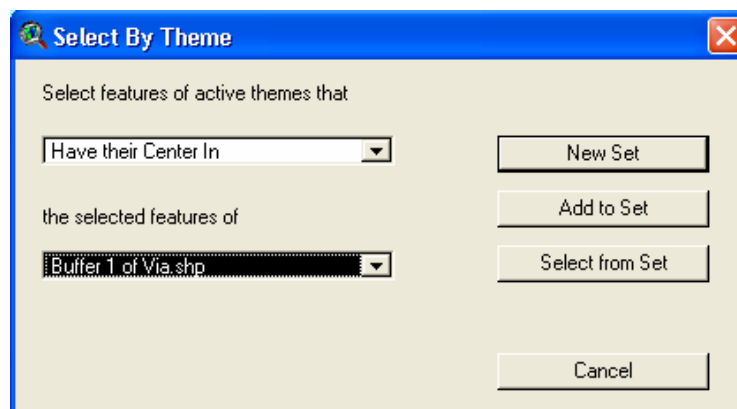 Select By Theme
Select features of active themes that
Have their Center In
New Set
the selected features of
Add to Set
Buffer 1 of Via.shp
Select from Set
Cancel